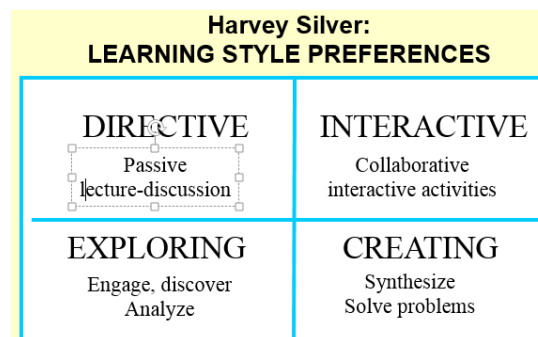 Harvey Silver:
LEARNING STYLE PREFERENCES
DIRECTIVE
Passive
lecture-discussion
INTERACTIVE
Collaborative
interactive activities
EXPLORING
Engage, discover
Analyze
CREATING
Synthesize
Solve problems